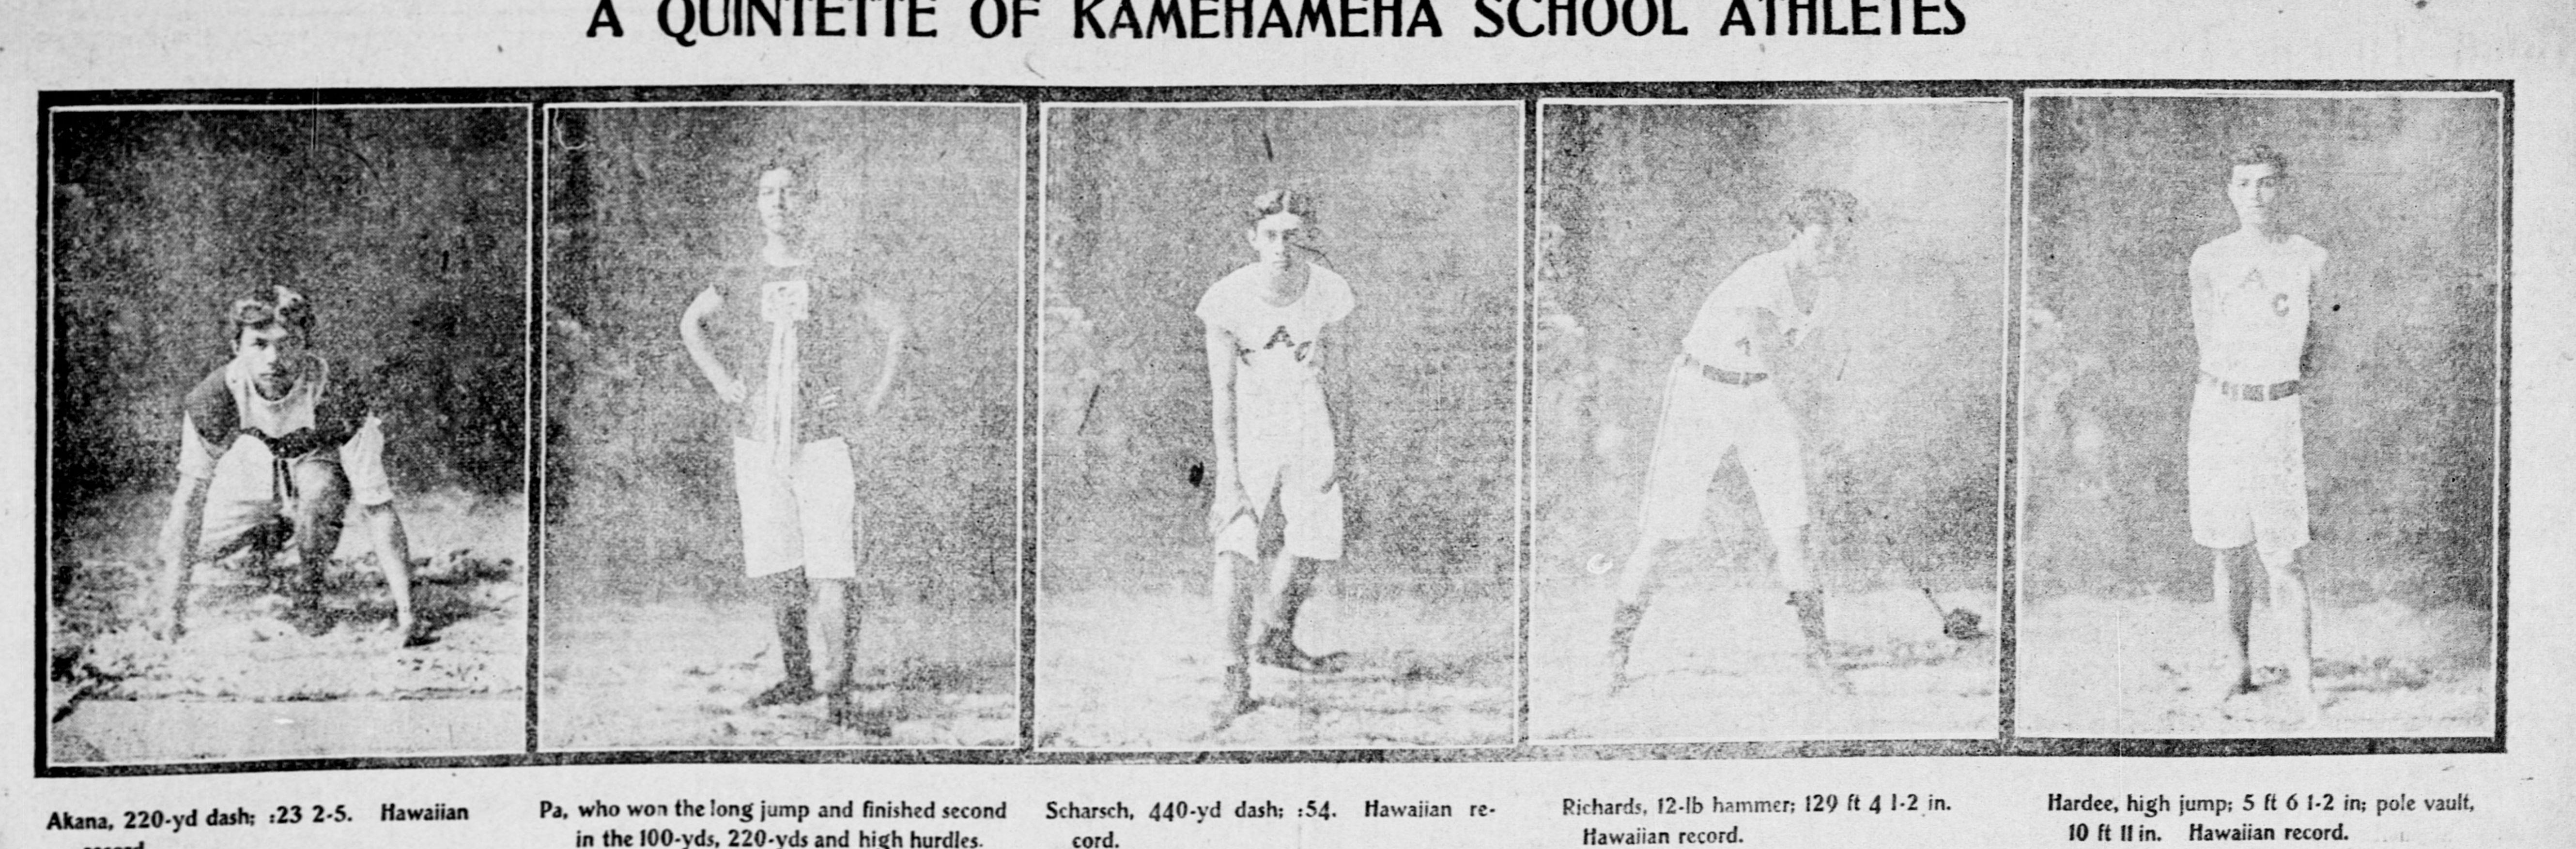 A QUINTETTE OF KAMEHAMEHA SCHOOL ATHLETES
A
C
A
C
Akana, 220-yd dash; :23 2-5. Hawaiian
record.
Pa, who won the long jump and finished second
in the 100-yds, 220-yds and high hurdles.
Scharsch, 440-yd dash; :54. Hawaiian re-
cord.
Richards, 12-lb hammer; 129 ft 4 1-2 in.
Hawaiian record.
Hardee, high jump; 5 ft 6 1-2 in; pole vault,
10 ft 11 in. Hawaiian record.